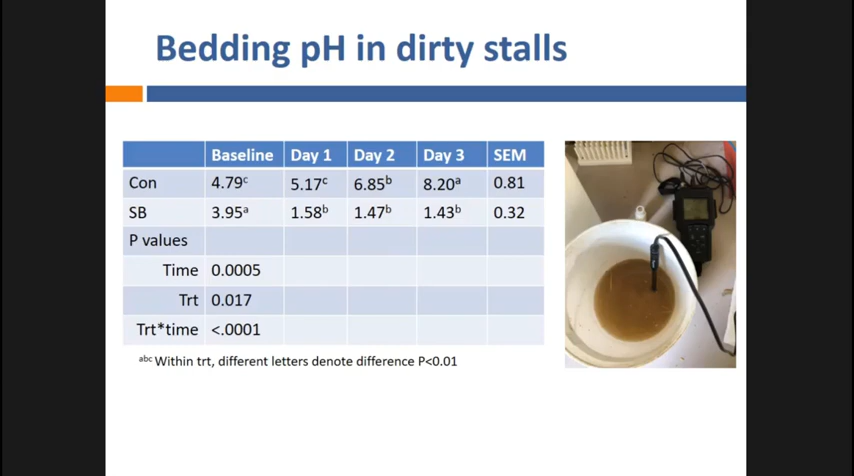 Bedding pH in dirty stalls
Baseline Day 1 Day 2 Day 3 SEM
Con 4.79ᶜ 5.17ᶜ 6.85ᵇ 8.20ᵃ 0.81
SB 3.95ᵃ 1.58ᵇ 1.47ᵇ 1.43ᵇ 0.32
P values
Time 0.0005
Trt 0.017
Trt*time <.0001
ᵃᵇᶜ Within trt, different letters denote difference P<0.01